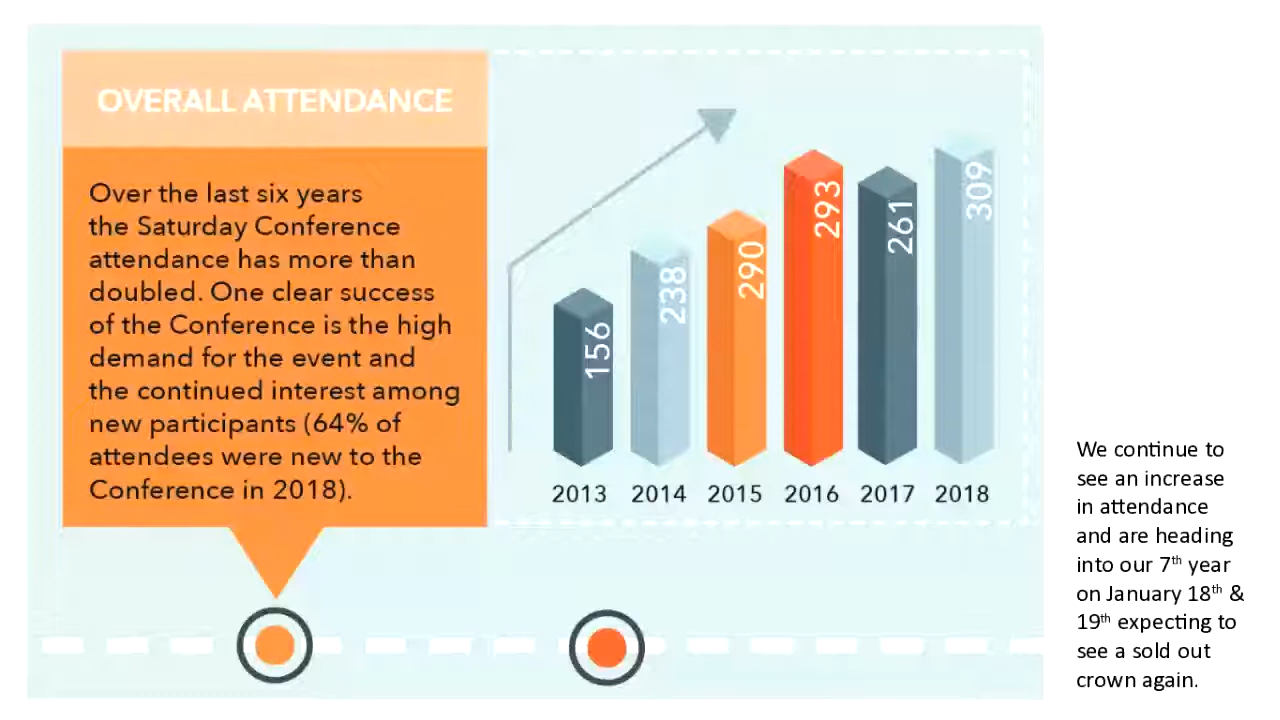 OVERALL ATTENDANCE
Over the last six years
the Saturday Conference
attendance has more than
doubled. One clear success
of the Conference is the high
demand for the event and
the continued interest among
new participants (64% of
attendees were new to the
Conference in 2018).
156
238
290
293
261
309
2013 2014 2015 2016 2017 2018
We continue to
see an increase
in attendance
and are heading
into our 7th year
on January 18th &
19th expecting to
see a sold out
crown again.